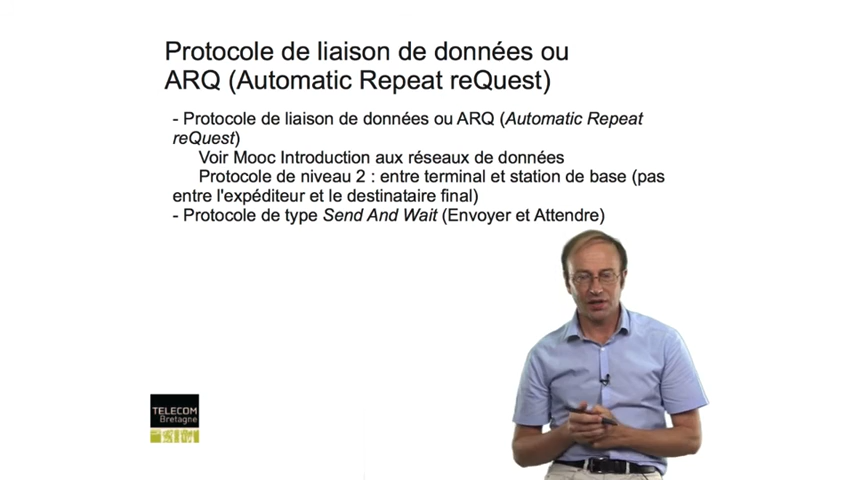 Protocole de liaison de données ou
ARQ (Automatic Repeat reQuest)
- Protocole de liaison de données ou ARQ (Automatic Repeat
reQuest)
Voir Mooc Introduction aux réseaux de données
Protocole de niveau 2 : entre terminal et station de base (pas
entre l'expéditeur et le destinataire final)
- Protocole de type Send And Wait (Envoyer et Attendre)
TELECOM
Bretagne